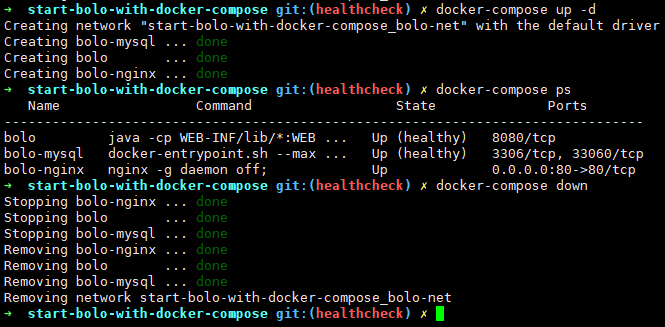 ➜  start-bolo-with-docker-compose git:(healthcheck) ✗ docker-compose up -d
Creating network "start-bolo-with-docker-compose_bolo-net" with the default driver
Creating bolo-mysql ... done
Creating bolo       ... done
Creating bolo-nginx ... done
➜  start-bolo-with-docker-compose git:(healthcheck) ✗ docker-compose ps
   Name                 Command                  State              Ports
--------------------------------------------------------------------------------
bolo         java -cp WEB-INF/lib/*:WEB ...   Up (healthy)   8080/tcp
bolo-mysql   docker-entrypoint.sh --max ...   Up (healthy)   3306/tcp, 33060/tcp
bolo-nginx   nginx -g daemon off;             Up             0.0.0.0:80->80/tcp
➜  start-bolo-with-docker-compose git:(healthcheck) ✗ docker-compose down
Stopping bolo-nginx ... done
Stopping bolo       ... done
Stopping bolo-mysql ... done
Removing bolo-nginx ... done
Removing bolo       ... done
Removing bolo-mysql ... done
Removing network start-bolo-with-docker-compose_bolo-net
➜  start-bolo-with-docker-compose git:(healthcheck) ✗